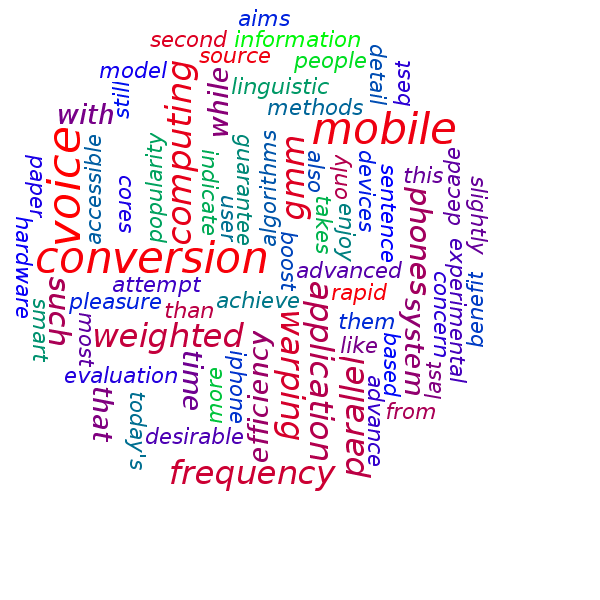 aims
second information
source
people
detail
best
model
linguistic
while
computing
still
methods
with
mobile
voice
accessible
popularity
indicate
guarantee
algorithms
gmm
also
only
devices
sentence
this
decade
slightly
paper
cores
user
takes
enjoy
phones
hardware
conversion
boost
advanced
experimental
concern
benefit
such
attempt
pleasure
achieve
than
rapid
application
system
smart
most
weighted
warping
them
based
last
like
parallel
time
iphone
efficiency
evaluation
more
advance
that
today's
desirable
from
frequency